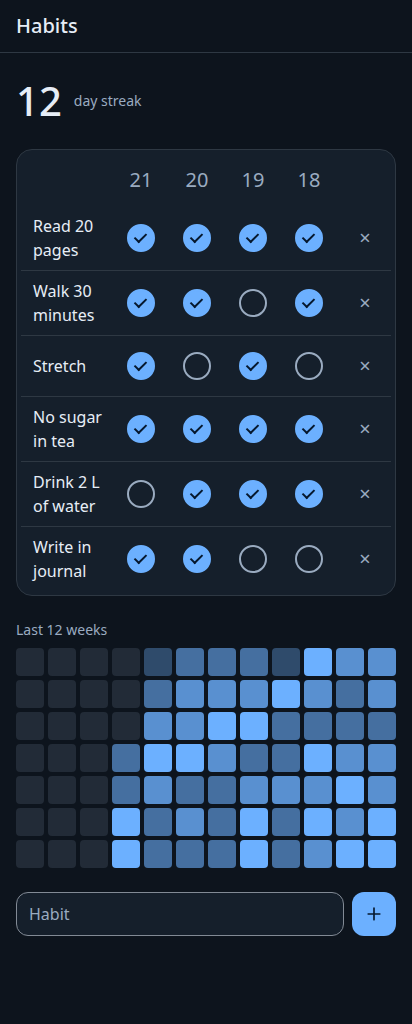 Habits
12 day streak
21 20 19 18
Read 20
pages
×
Walk 30
minutes
×
Stretch ×
No sugar
in tea
×
Drink 2 L
of water
×
Write in
journal
×
Last 12 weeks
Habit +